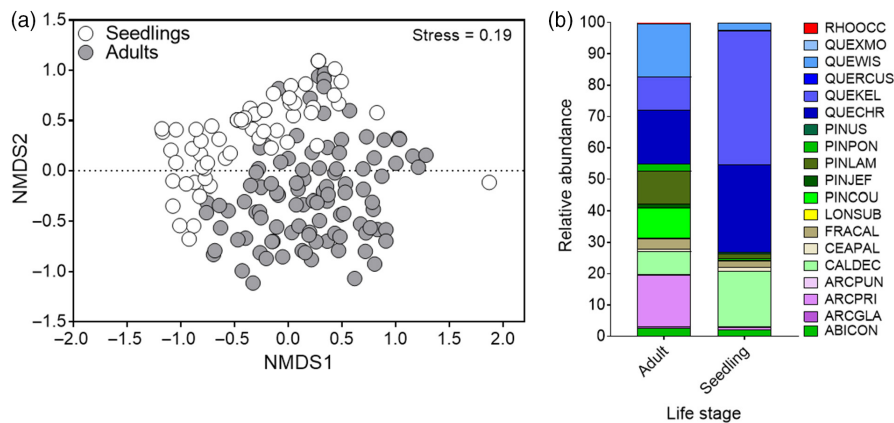 (a)
Seedlings
Adults
Stress = 0.19
1.5
1.0
0.5
0.0
−0.5
−1.0
−1.5
NMDS2
−2.0 −1.5 −1.0 −0.5 0.0 0.5 1.0 1.5 2.0
NMDS1
(b)
100
90
80
70
60
50
40
30
20
10
0
Relative abundance
Adult
Seedling
Life stage
RHOOCC
QUEXMO
QUEWIS
QUERCUS
QUEKEL
QUECHR
PINUS
PINPON
PINLAM
PINJEF
PINCOU
LONSUB
FRACAL
CEAPAL
CALDEC
ARCPUN
ARCPRI
ARCGLA
ABICON